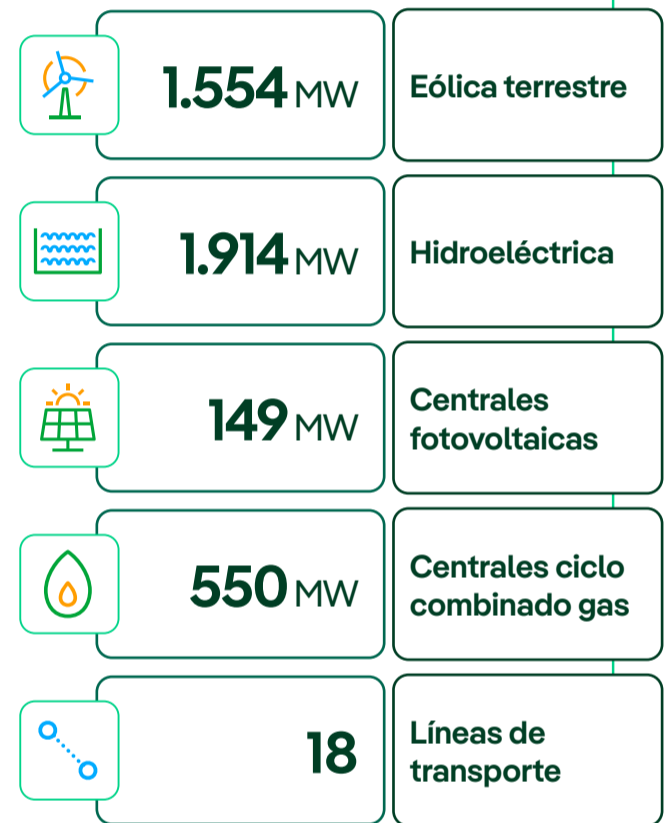 1.554 MW
Eólica terrestre
1.914 MW
Hidroeléctrica
149 MW
Centrales
fotovoltaicas
550 MW
Centrales ciclo
combinado gas
18
Líneas de
transporte